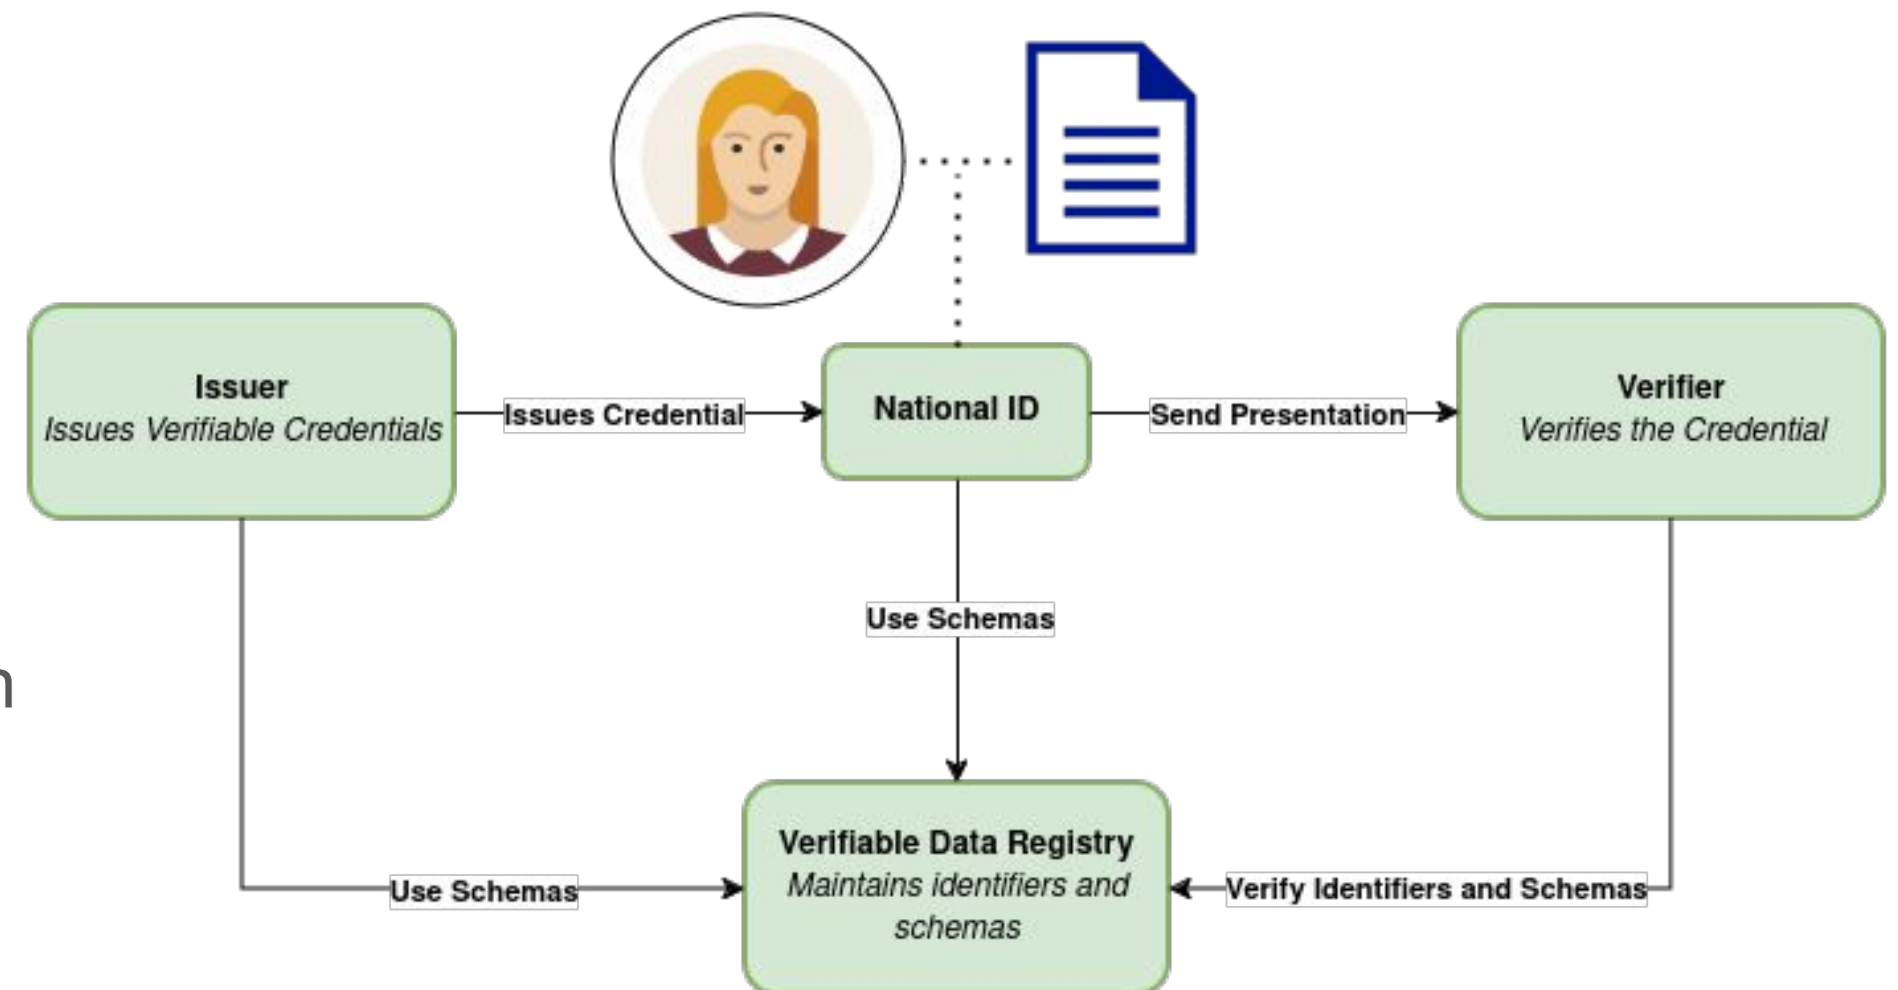 Issuer
Issues Verifiable Credentials
Issues Credential
National ID
Send Presentation
Verifier
Verifies the Credential
Use Schemas
n
Verifiable Data Registry
Maintains identifiers and
schemas
Use Schemas
Verify Identifiers and Schemas